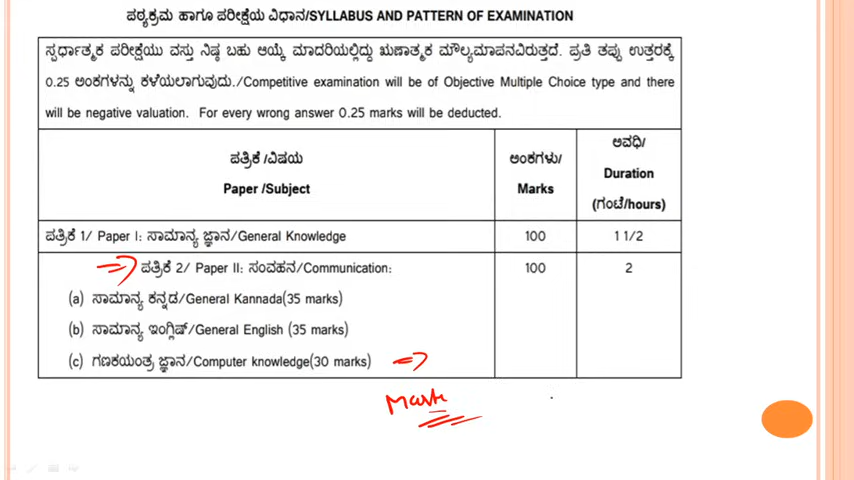 ಪಠ್ಯಕ್ರಮ ಹಾಗೂ ಪರೀಕ್ಷೆಯ ವಿಧಾನ/SYLLABUS AND PATTERN OF EXAMINATION
ಸ್ಪರ್ಧಾತ್ಮಕ ಪರೀಕ್ಷೆಯು ವಸ್ತು ನಿಷ್ಠ ಬಹು ಆಯ್ಕೆ ಮಾದರಿಯಲ್ಲಿದ್ದು ಋಣಾತ್ಮಕ ಮೌಲ್ಯಮಾಪನವಿರುತ್ತದೆ. ಪ್ರತಿ ತಪ್ಪು ಉತ್ತರಕ್ಕೆ
0.25 ಅಂಕಗಳನ್ನು ಕಳೆಯಲಾಗುವುದು./Competitive examination will be of Objective Multiple Choice type and there
will be negative valuation. For every wrong answer 0.25 marks will be deducted.
ಪತ್ರಿಕೆ /ವಿಷಯ
Paper /Subject
ಅಂಕಗಳು/
Marks
ಅವಧಿ/
Duration
(ಗಂಟೆ/hours)
ಪತ್ರಿಕೆ 1/ Paper I: ಸಾಮಾನ್ಯ ಜ್ಞಾನ/General Knowledge 100 1 1/2
ಪತ್ರಿಕೆ 2/ Paper II: ಸಂವಹನ/Communication: 100 2
(a) ಸಾಮಾನ್ಯ ಕನ್ನಡ/General Kannada(35 marks)
(b) ಸಾಮಾನ್ಯ ಇಂಗ್ಲಿಷ್/General English (35 marks)
(c) ಗಣಕಯಂತ್ರ ಜ್ಞಾನ/Computer knowledge(30 marks)